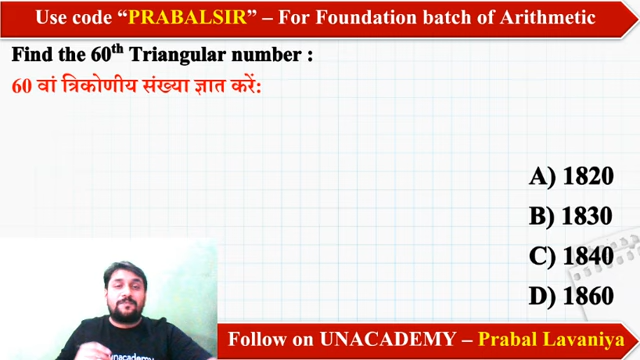 Use code “PRABALSIR” – For Foundation batch of Arithmetic
Find the 60th Triangular number :
60 वां त्रिकोणीय संख्या ज्ञात करें:
A) 1820
B) 1830
C) 1840
D) 1860
unacademy
Follow on UNACADEMY – Prabal Lavaniya